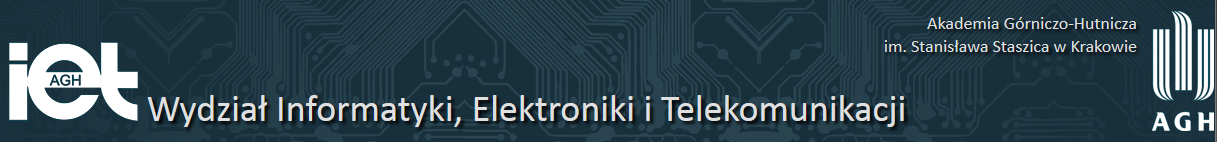 Akademia Górniczo-Hutnicza
im. Stanisława Staszica w Krakowie
iet
AGH
Wydział Informatyki, Elektroniki i Telekomunikacji
AGH